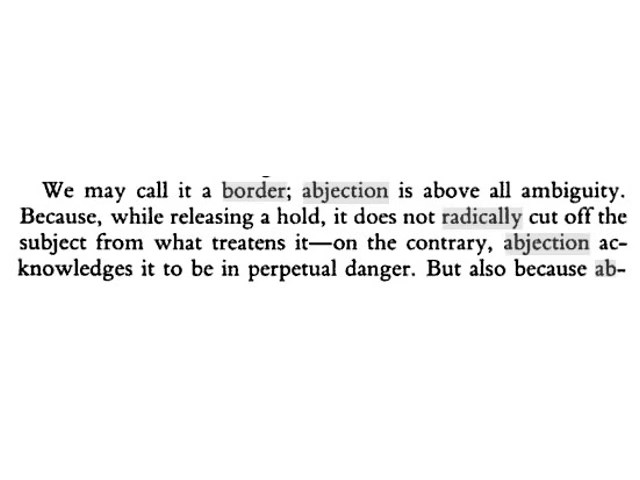 We may call it a border; abjection is above all ambiguity.
Because, while releasing a hold, it does not radically cut off the
subject from what treatens it—on the contrary, abjection ac-
knowledges it to be in perpetual danger. But also because ab-